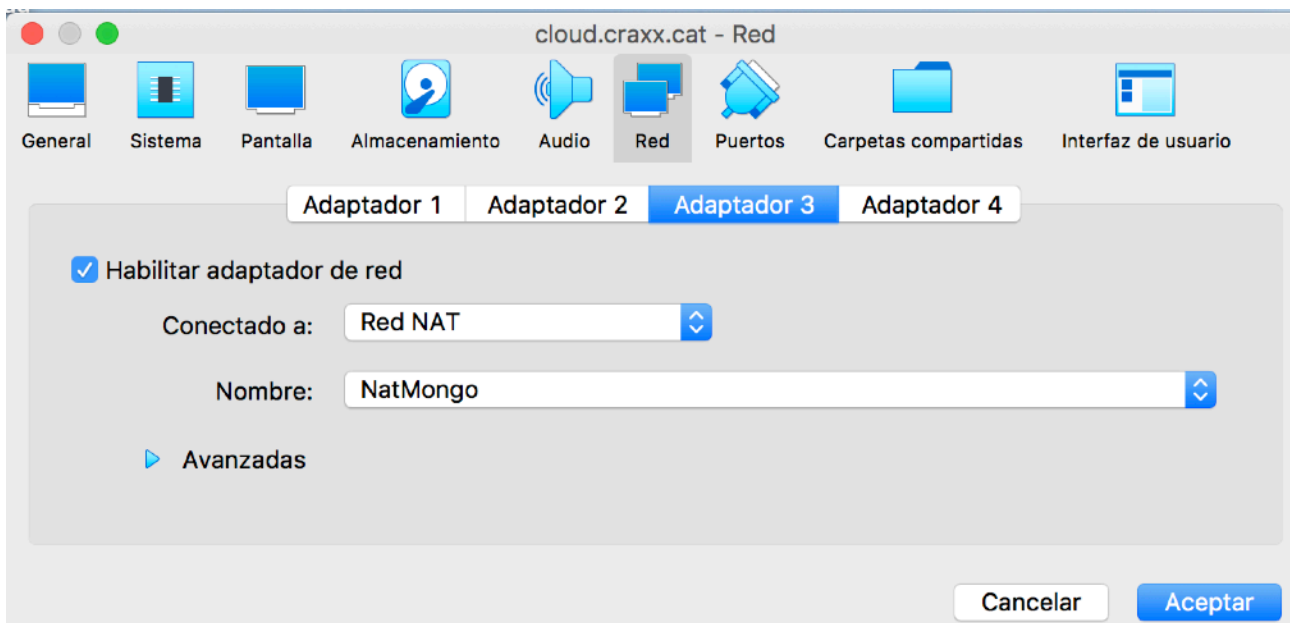 cloud.craxx.cat - Red
General Sistema Pantalla Almacenamiento Audio Red Puertos Carpetas compartidas Interfaz de usuario
Adaptador 1 Adaptador 2 Adaptador 3 Adaptador 4
Habilitar adaptador de red
Conectado a: Red NAT
Nombre: NatMongo
Avanzadas
Cancelar Aceptar